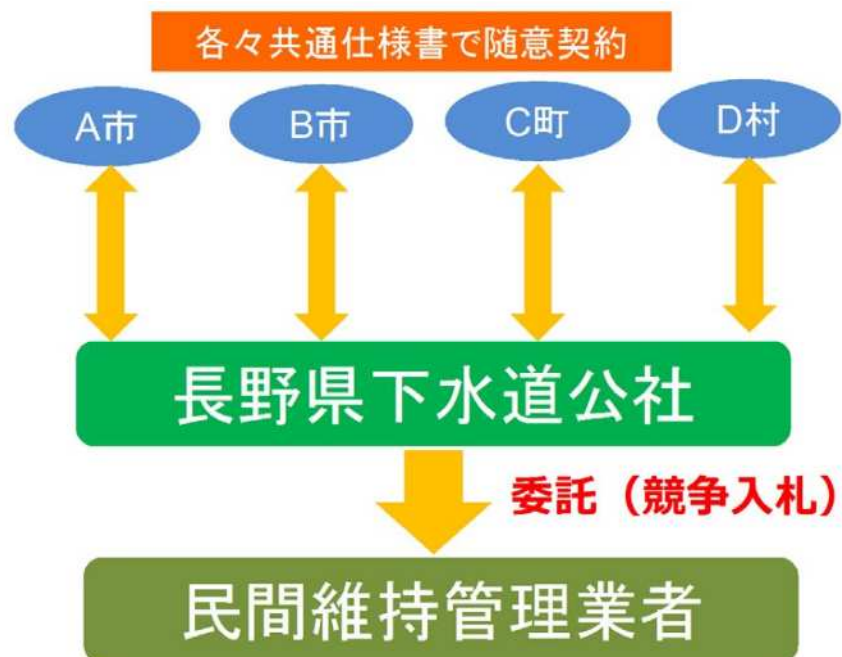 各々共通仕様書で随意契約
A市
B市
C町
D村
長野県下水道公社
委託（競争入札）
民間維持管理業者